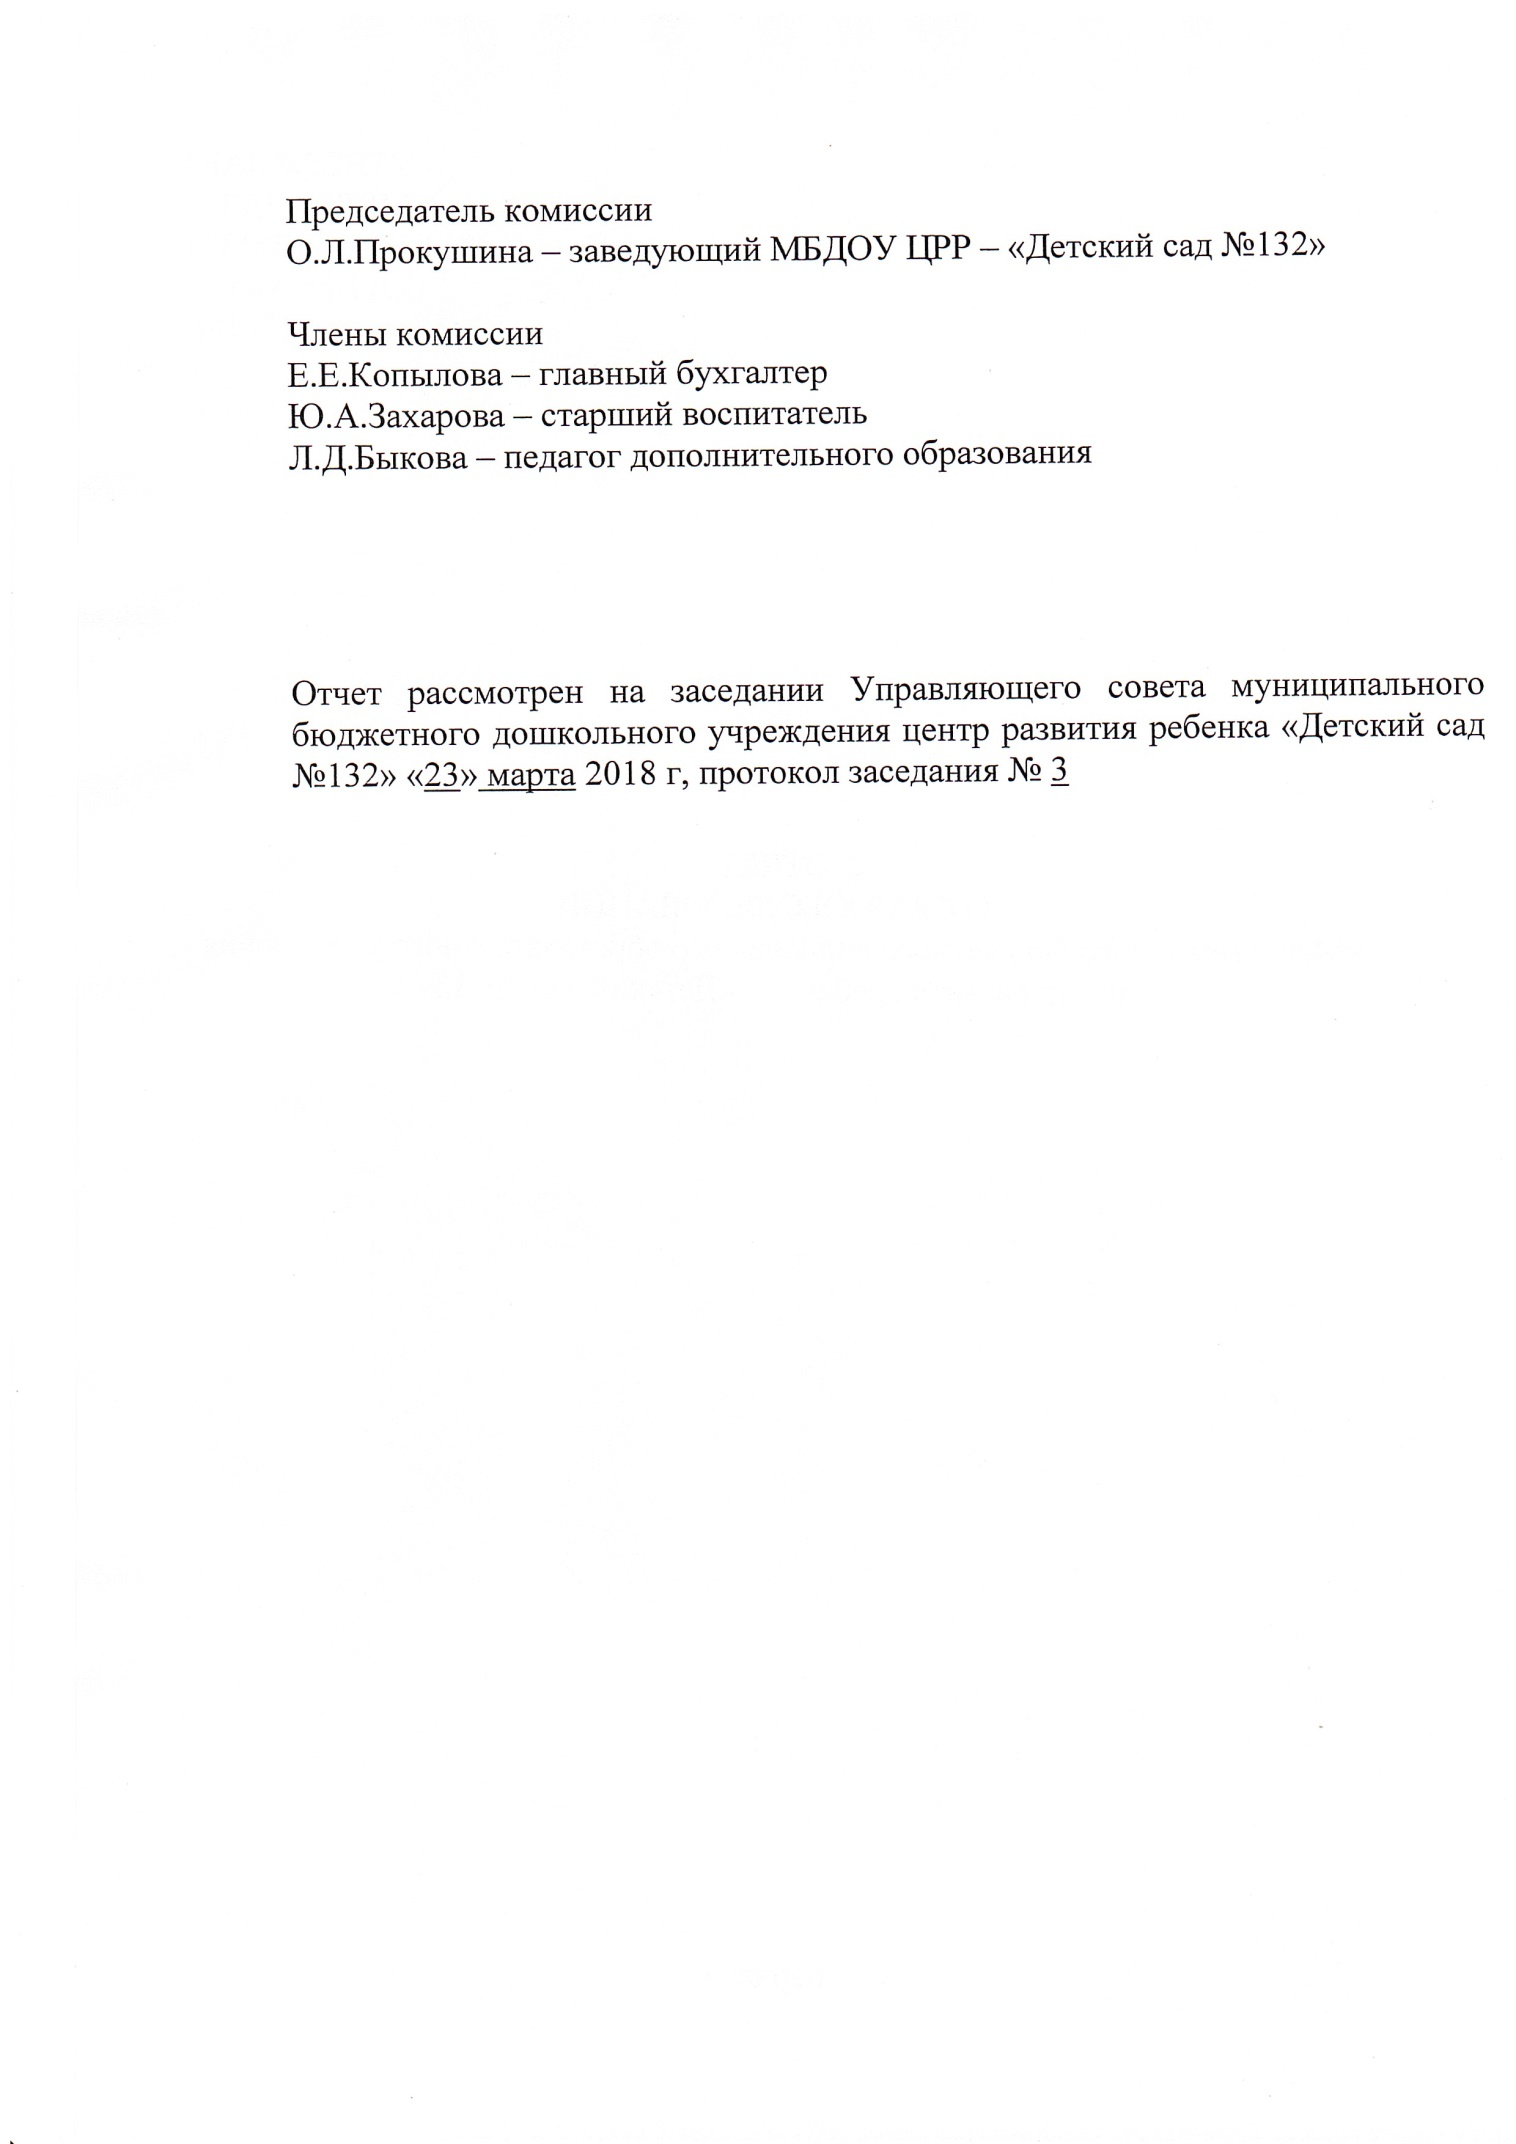 Председатель комиссии
О.Л.Прокушина – заведующий МБДОУ ЦРР – «Детский сад №132»
Члены комиссии
Е.Е.Копылова – главный бухгалтер
Ю.А.Захарова – старший воспитатель
Л.Д.Быкова – педагог дополнительного образования
Отчет рассмотрен на заседании Управляющего совета муниципального
бюджетного дошкольного учреждения центр развития ребенка «Детский сад
№132» «23» марта 2018 г, протокол заседания № 3